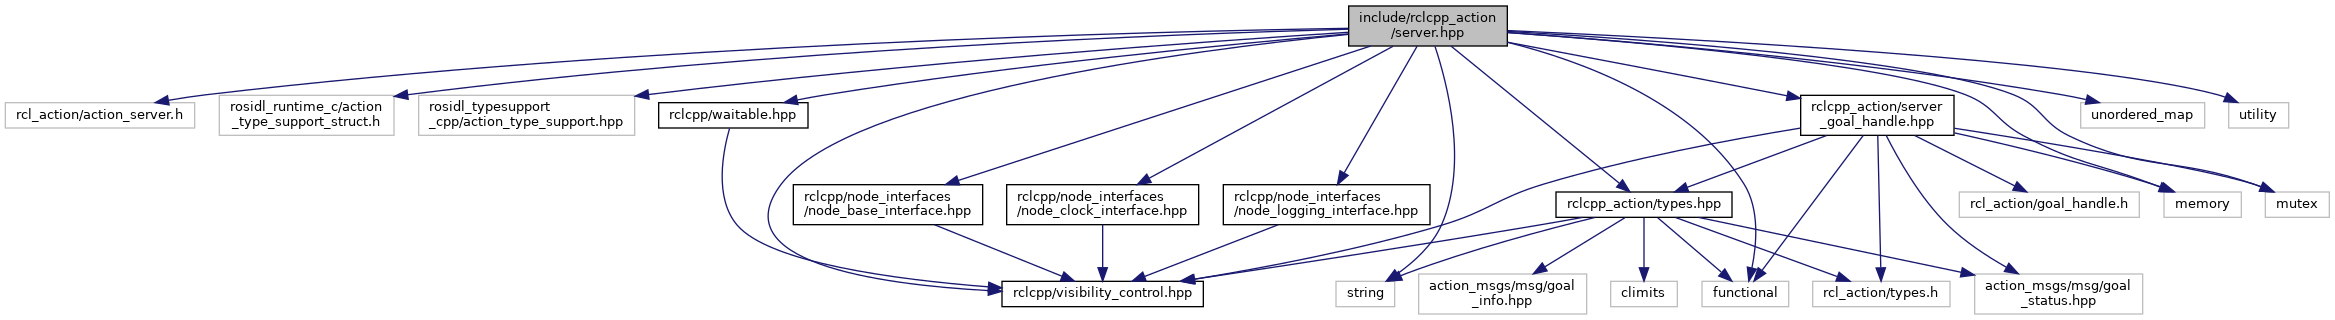 include/rclcpp_action
/server.hpp
rcl_action/action_server.h
rosidl_runtime_c/action
_type_support_struct.h
rosidl_typesupport
_cpp/action_type_support.hpp
rclcpp/waitable.hpp
rclcpp_action/server
_goal_handle.hpp
unordered_map
utility
rclcpp/node_interfaces
/node_base_interface.hpp
rclcpp/node_interfaces
/node_clock_interface.hpp
rclcpp/node_interfaces
/node_logging_interface.hpp
rclcpp_action/types.hpp
rcl_action/goal_handle.h
memory
mutex
rclcpp/visibility_control.hpp
string
action_msgs/msg/goal
_info.hpp
climits
functional
rcl_action/types.h
action_msgs/msg/goal
_status.hpp